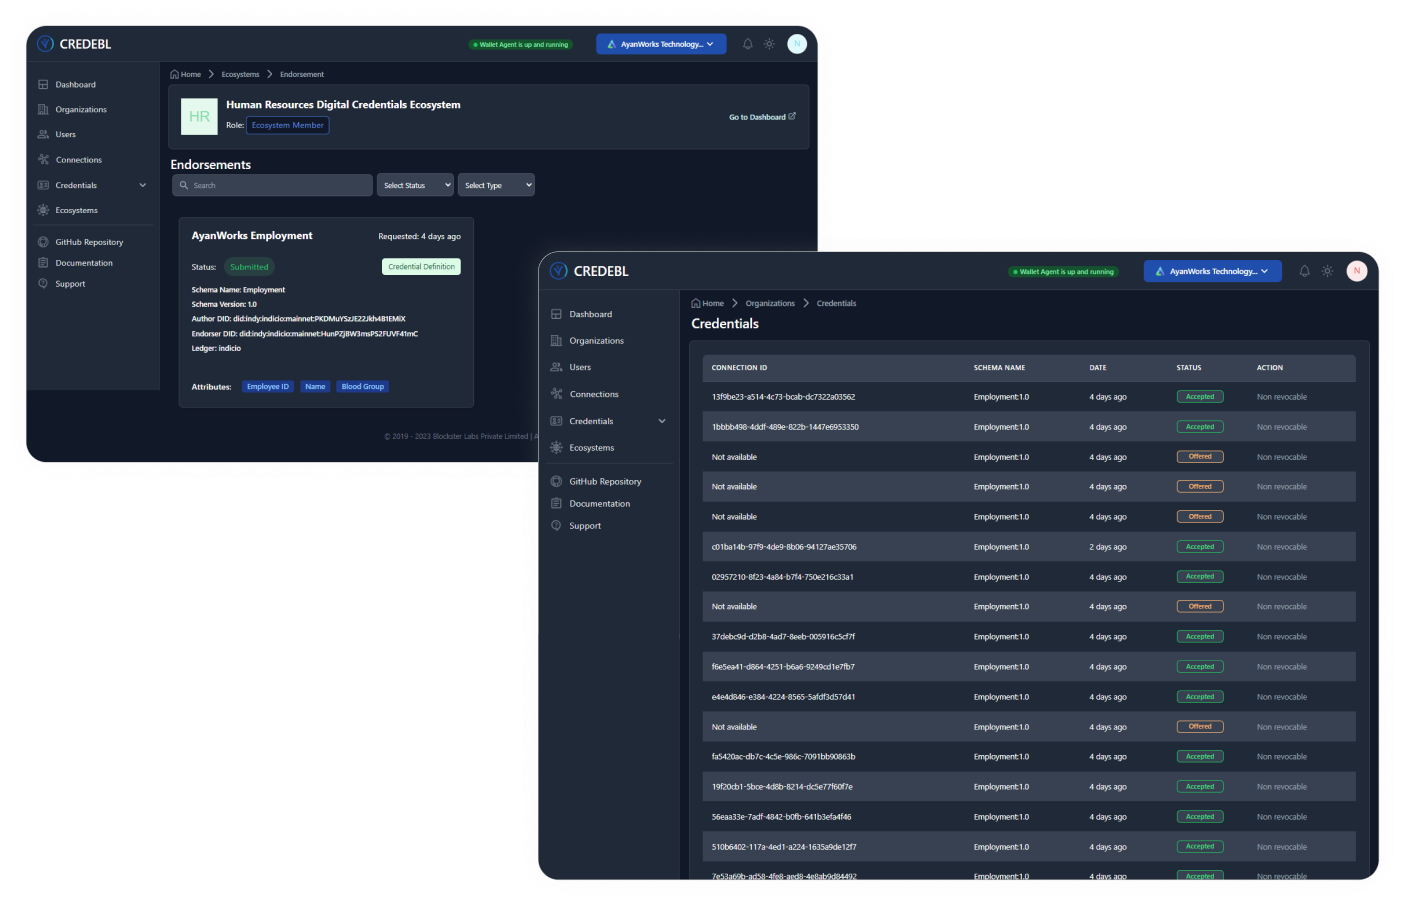 CREDEBL
Wallet Agent is up and running
AyanWorks Technology...
N
Dashboard
Organizations
Users
Connections
Credentials
Ecosystems
GitHub Repository
Documentation
Support
Home > Ecosystems > Endorsement
HR
Human Resources Digital Credentials Ecosystem
Role: Ecosystem Member
Go to Dashboard
Endorsements
Search
Select Status
Select Type
AyanWorks Employment
Requested: 4 days ago
Status: Submitted
Credential Definition
Schema Name: Employment
Schema Version: 1.0
Author DID: did:indy:indicio:mainnet:PKDMuYSzJE22Jkh4B1EMiX
Endorser DID: did:indy:indicio:mainnet:HunPZjBW3msPS2FUVF41mC
Ledger: indicio
Attributes: Employee ID Name Blood Group
© 2019 - 2023 Blockster Labs Private Limited | A
CREDEBL
Wallet Agent is up and running
AyanWorks Technology...
N
Dashboard
Organizations
Users
Connections
Credentials
Ecosystems
GitHub Repository
Documentation
Support
Home > Organizations > Credentials
Credentials
CONNECTION ID SCHEMA NAME DATE STATUS ACTION
13f9be23-a514-4c73-bcab-dc7322a03562 Employment:1.0 4 days ago Accepted Non revocable
1bbbb498-4ddf-489e-822b-1447e6953350 Employment:1.0 4 days ago Accepted Non revocable
Not available Employment:1.0 4 days ago Offered Non revocable
Not available Employment:1.0 4 days ago Offered Non revocable
Not available Employment:1.0 4 days ago Offered Non revocable
c01ba14b-97f9-4de9-8b06-94127ae35706 Employment:1.0 2 days ago Accepted Non revocable
02957210-8f23-4a84-b7f4-750e216c33a1 Employment:1.0 4 days ago Accepted Non revocable
Not available Employment:1.0 4 days ago Offered Non revocable
37debc9d-d2b8-4ad7-8eeb-005916c5cf7f Employment:1.0 4 days ago Accepted Non revocable
f6e5ea41-d864-4251-b6a6-9249cd1e7fb7 Employment:1.0 4 days ago Accepted Non revocable
e4e4d846-e384-4224-8565-5afdf3d57d41 Employment:1.0 4 days ago Accepted Non revocable
Not available Employment:1.0 4 days ago Offered Non revocable
fa5420ac-db7c-4c5e-986c-7091bb90863b Employment:1.0 4 days ago Accepted Non revocable
19f20cb1-5bce-4d8b-8214-dc5e77f60f7e Employment:1.0 4 days ago Accepted Non revocable
56eaa33e-7adf-4842-b0fb-641b3efa4f46 Employment:1.0 4 days ago Accepted Non revocable
510b6402-117a-4ed1-a224-1635a9de12f7 Employment:1.0 4 days ago Accepted Non revocable
7e53a69b-ad58-4fe8-aed8-4e8ab9d84492 Employment:1.0 4 days ago Accepted Non revocable